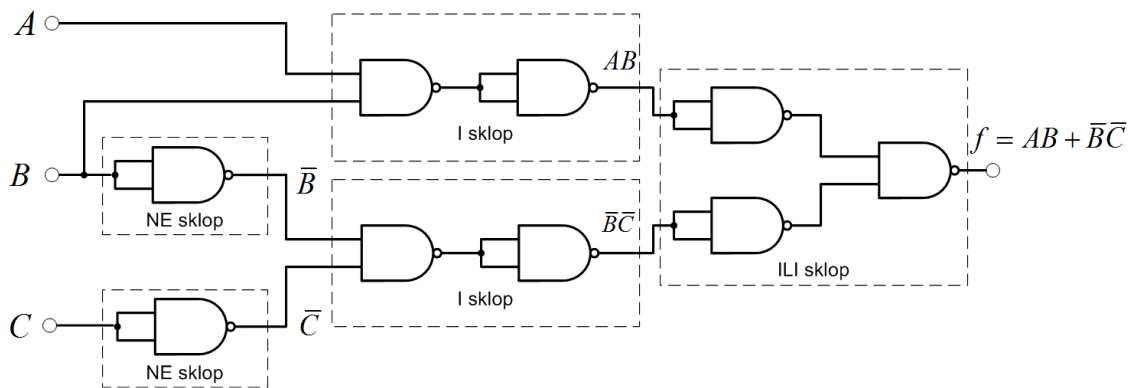 A
AB
I sklop
f = AB + B̅C̅
B
B̅
NE sklop
B̅C̅
ILI sklop
I sklop
C
C̅
NE sklop